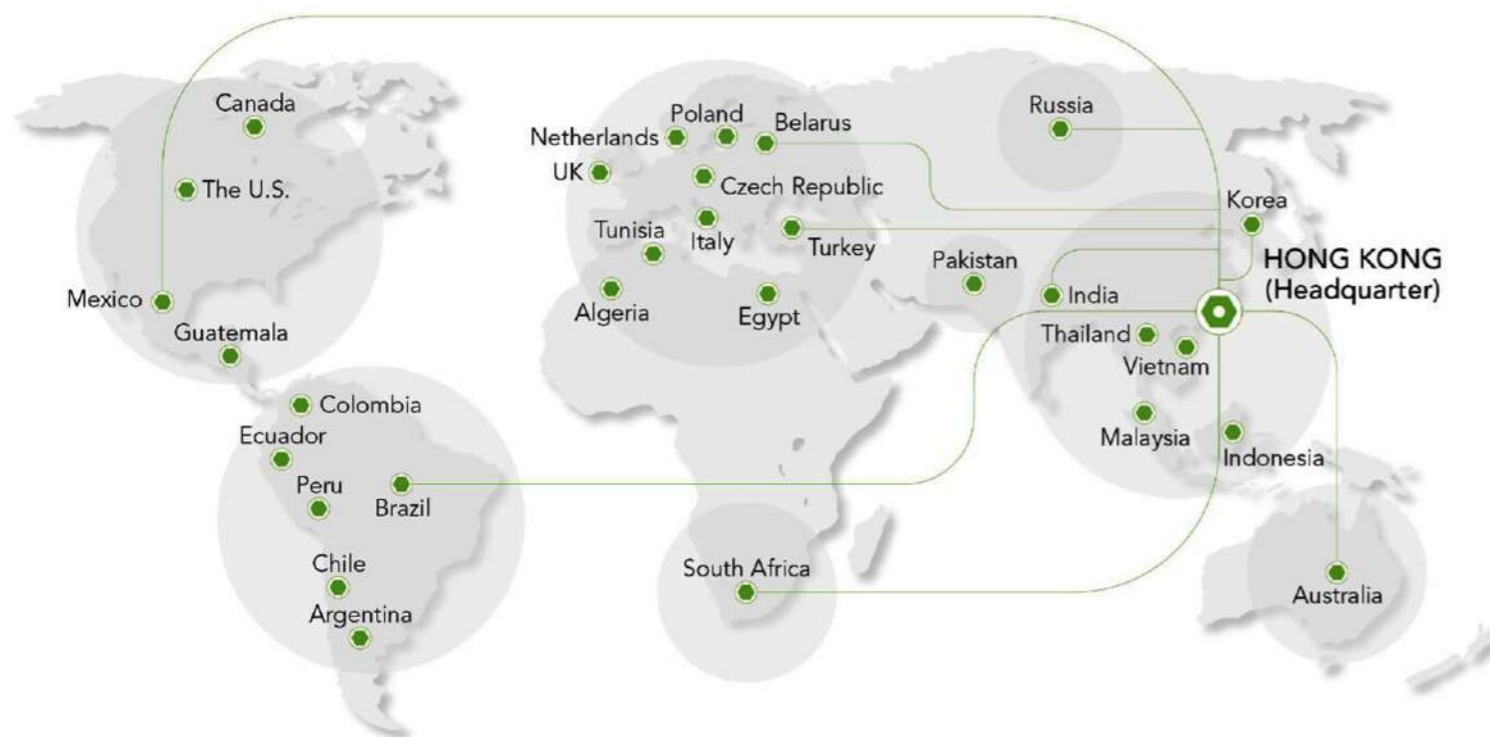 Canada
The U.S.
Mexico
Guatemala
Colombia
Ecuador
Peru
Brazil
Chile
Argentina
Netherlands
Poland
Belarus
UK
Czech Republic
Tunisia
Italy
Turkey
Algeria
Egypt
South Africa
Russia
Pakistan
India
Korea
HONG KONG
(Headquarter)
Thailand
Vietnam
Malaysia
Indonesia
Australia